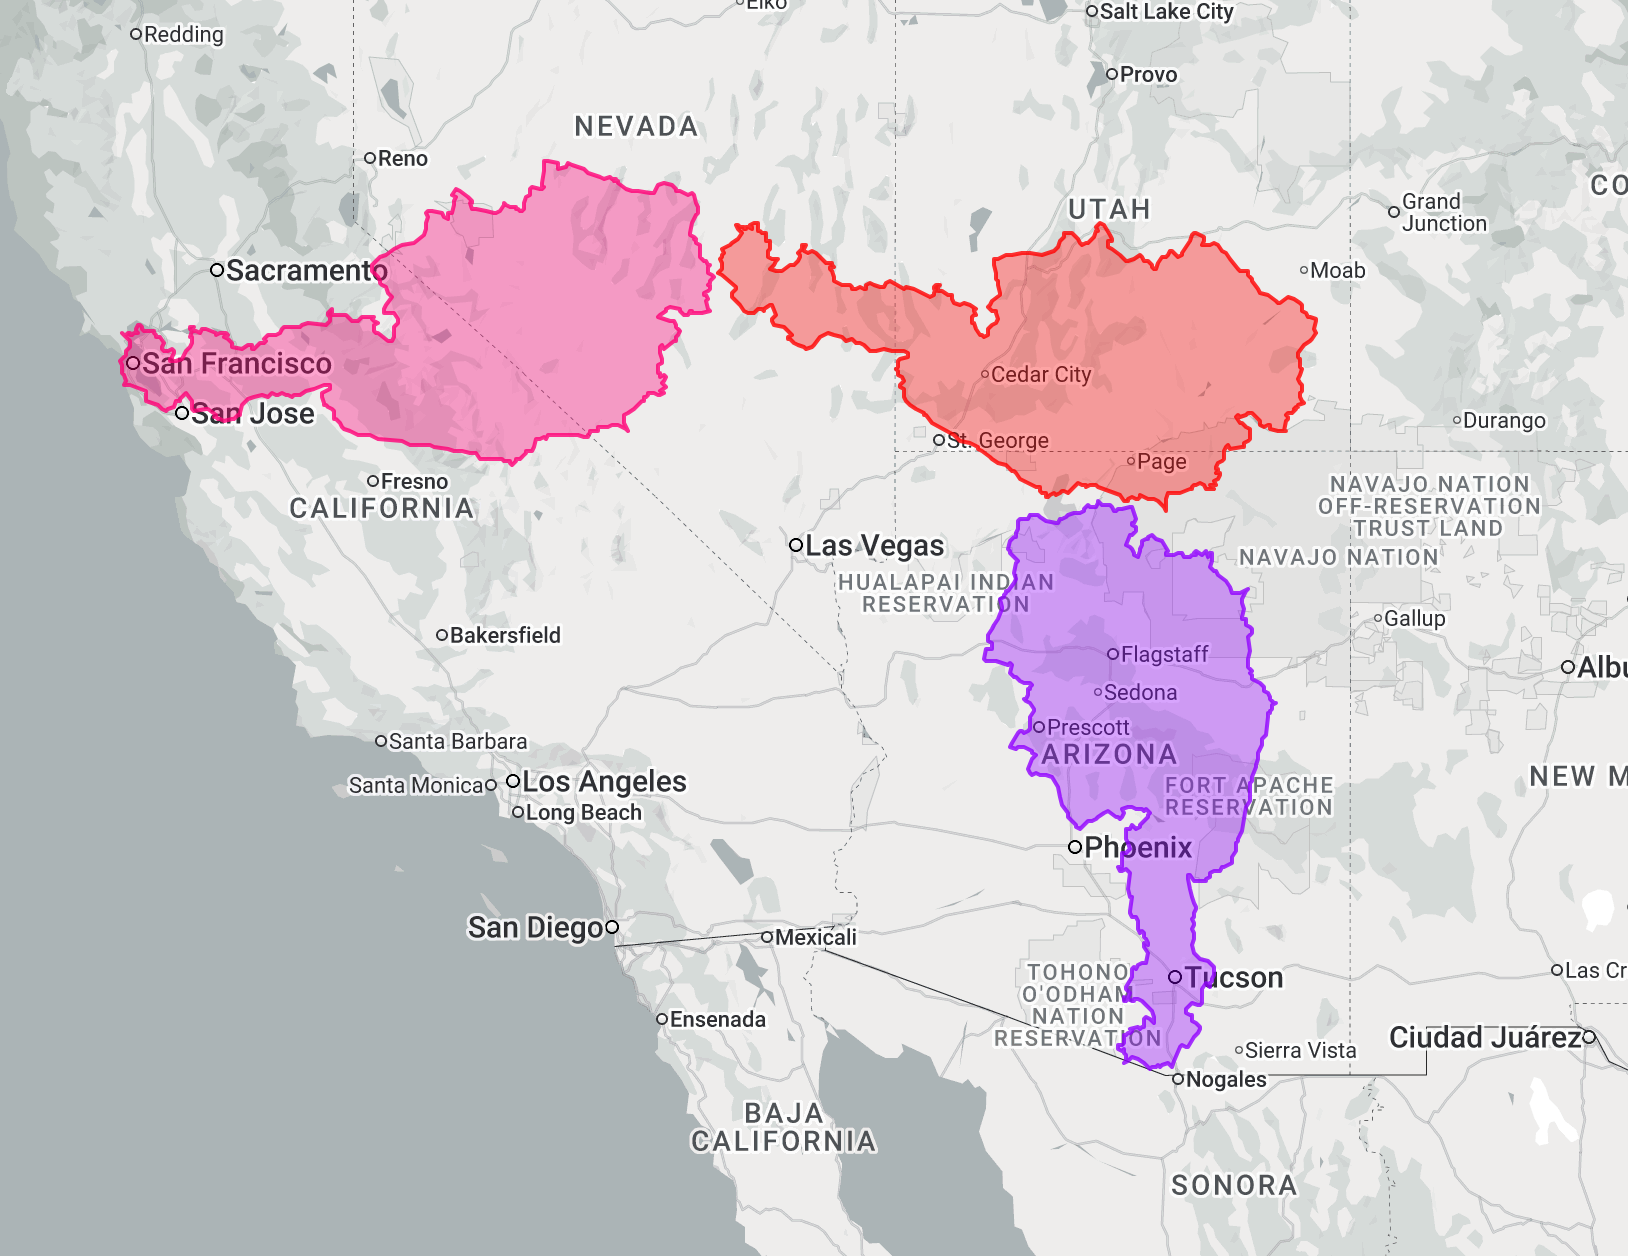 Elko
Salt Lake City
Redding
Provo
NEVADA
Reno
CO
Grand
Junction
UTAH
Sacramento
Moab
San Francisco
Cedar City
San Jose
Durango
St. George
Page
Fresno
CALIFORNIA
NAVAJO NATION
OFF-RESERVATION
TRUST LAND
Las Vegas
NAVAJO NATION
HUALAPAI INDIAN
RESERVATION
Gallup
Bakersfield
Flagstaff
Albu
Sedona
Prescott
Santa Barbara
ARIZONA
Los Angeles
Santa Monica
FORT APACHE
RESERVATION
NEW M
Long Beach
Phoenix
San Diego
Mexicali
TOHONO
O'ODHAM
NATION
RESERVATION
Tucson
Las Cr
Ensenada
Ciudad Juárez
Sierra Vista
Nogales
BAJA
CALIFORNIA
SONORA